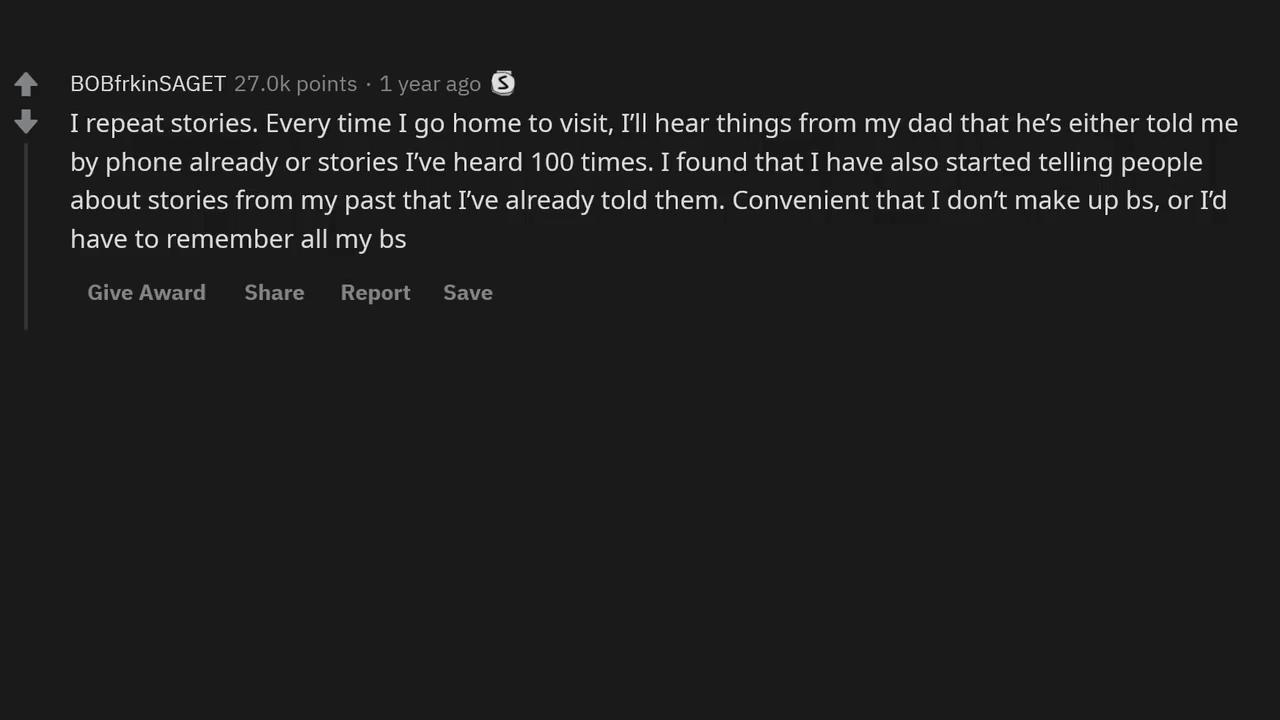 BOBfrkinSAGET 27.0k points · 1 year ago S
I repeat stories. Every time I go home to visit, I’ll hear things from my dad that he’s either told me
by phone already or stories I’ve heard 100 times. I found that I have also started telling people
about stories from my past that I’ve already told them. Convenient that I don’t make up bs, or I’d
have to remember all my bs
Give Award Share Report Save